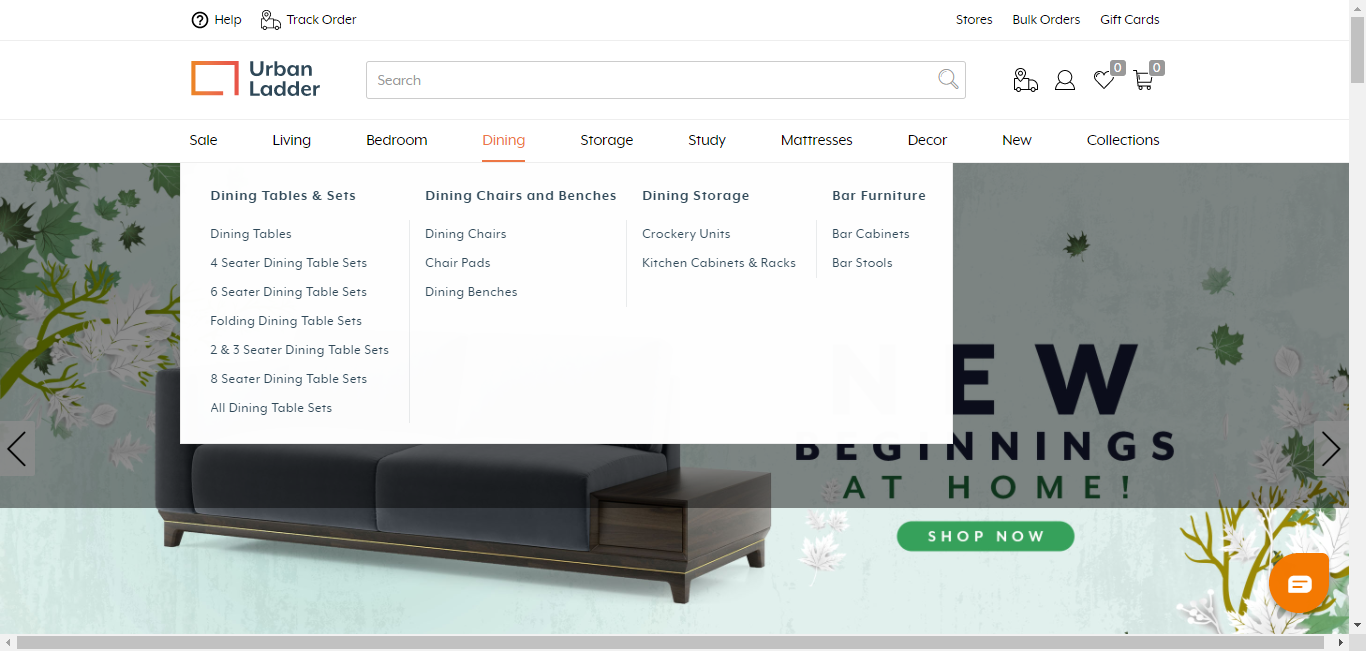 Help Track Order Stores Bulk Orders Gift Cards
Urban
Ladder
Search
0 0
Sale Living Bedroom Dining Storage Study Mattresses Decor New Collections
Dining Tables & Sets
Dining Tables
4 Seater Dining Table Sets
6 Seater Dining Table Sets
Folding Dining Table Sets
2 & 3 Seater Dining Table Sets
8 Seater Dining Table Sets
All Dining Table Sets
Dining Chairs and Benches
Dining Chairs
Chair Pads
Dining Benches
Dining Storage
Crockery Units
Kitchen Cabinets & Racks
Bar Furniture
Bar Cabinets
Bar Stools
NEW
BEGINNINGS
AT HOME!
SHOP NOW